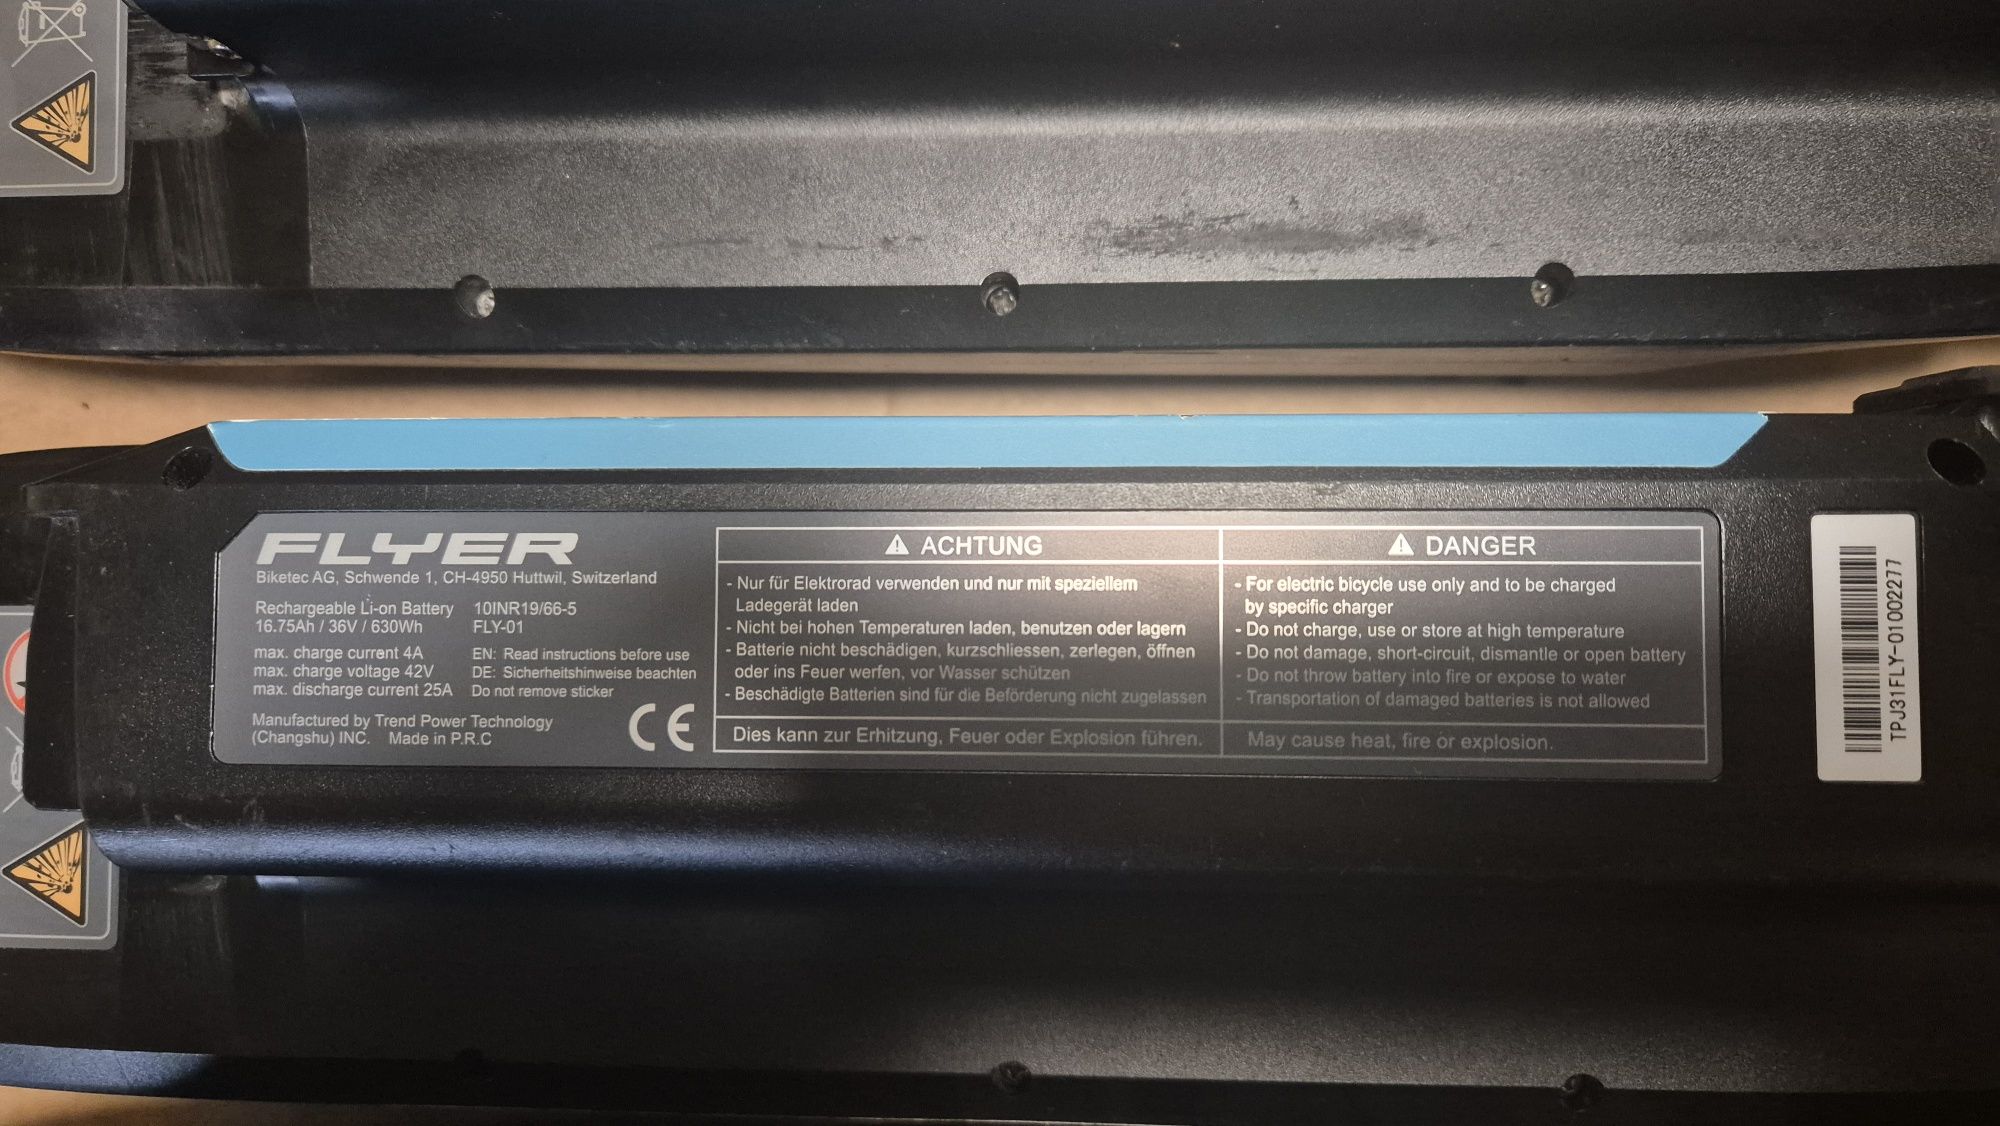 FLYER
Biketec AG, Schwende 1, CH-4950 Huttwil, Switzerland
Rechargeable Li-on Battery 10INR19/66-5
16.75Ah / 36V / 630Wh FLY-01
max. charge current 4A EN: Read instructions before use
max. charge voltage 42V DE: Sicherheitshinweise beachten
max. discharge current 25A Do not remove sticker
Manufactured by Trend Power Technology
(Changshu) INC. Made in P.R.C
CE
ACHTUNG
- Nur für Elektrorad verwenden und nur mit speziellem
Ladegerät laden
- Nicht bei hohen Temperaturen laden, benutzen oder lagern
- Batterie nicht beschädigen, kurzschliessen, zerlegen, öffnen
oder ins Feuer werfen, vor Wasser schützen
- Beschädigte Batterien sind für die Beförderung nicht zugelassen
Dies kann zur Erhitzung, Feuer oder Explosion führen.
DANGER
- For electric bicycle use only and to be charged
by specific charger
- Do not charge, use or store at high temperature
- Do not damage, short-circuit, dismantle or open battery
- Do not throw battery into fire or expose to water
- Transportation of damaged batteries is not allowed
May cause heat, fire or explosion.
TPJ31FLY-01002277